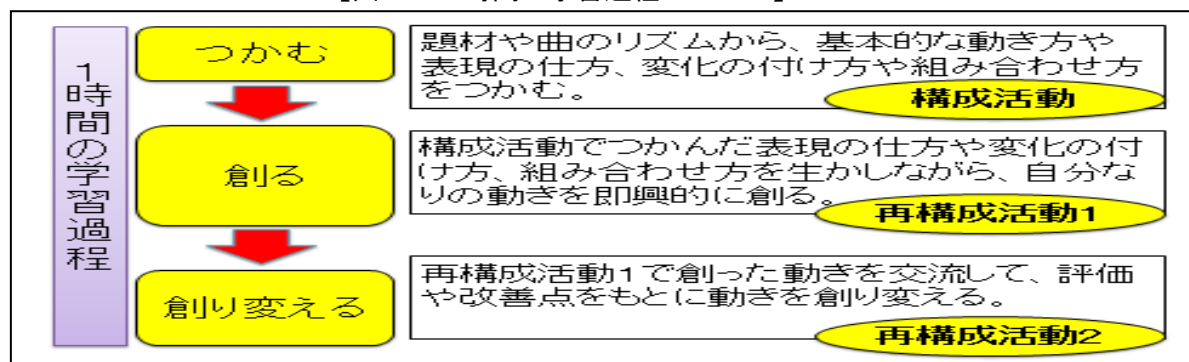 1時間の学習過程
つかむ
題材や曲のリズムから、基本的な動き方や
表現の仕方、変化の付け方や組み合わせ方
をつかむ。
構成活動
創る
構成活動でつかんだ表現の仕方や変化の付
け方、組み合わせ方を生かしながら、自分な
りの動きを即興的に創る。
再構成活動1
創り変える
再構成活動1で創った動きを交流して、評価
や改善点をもとに動きを創り変える。
再構成活動2